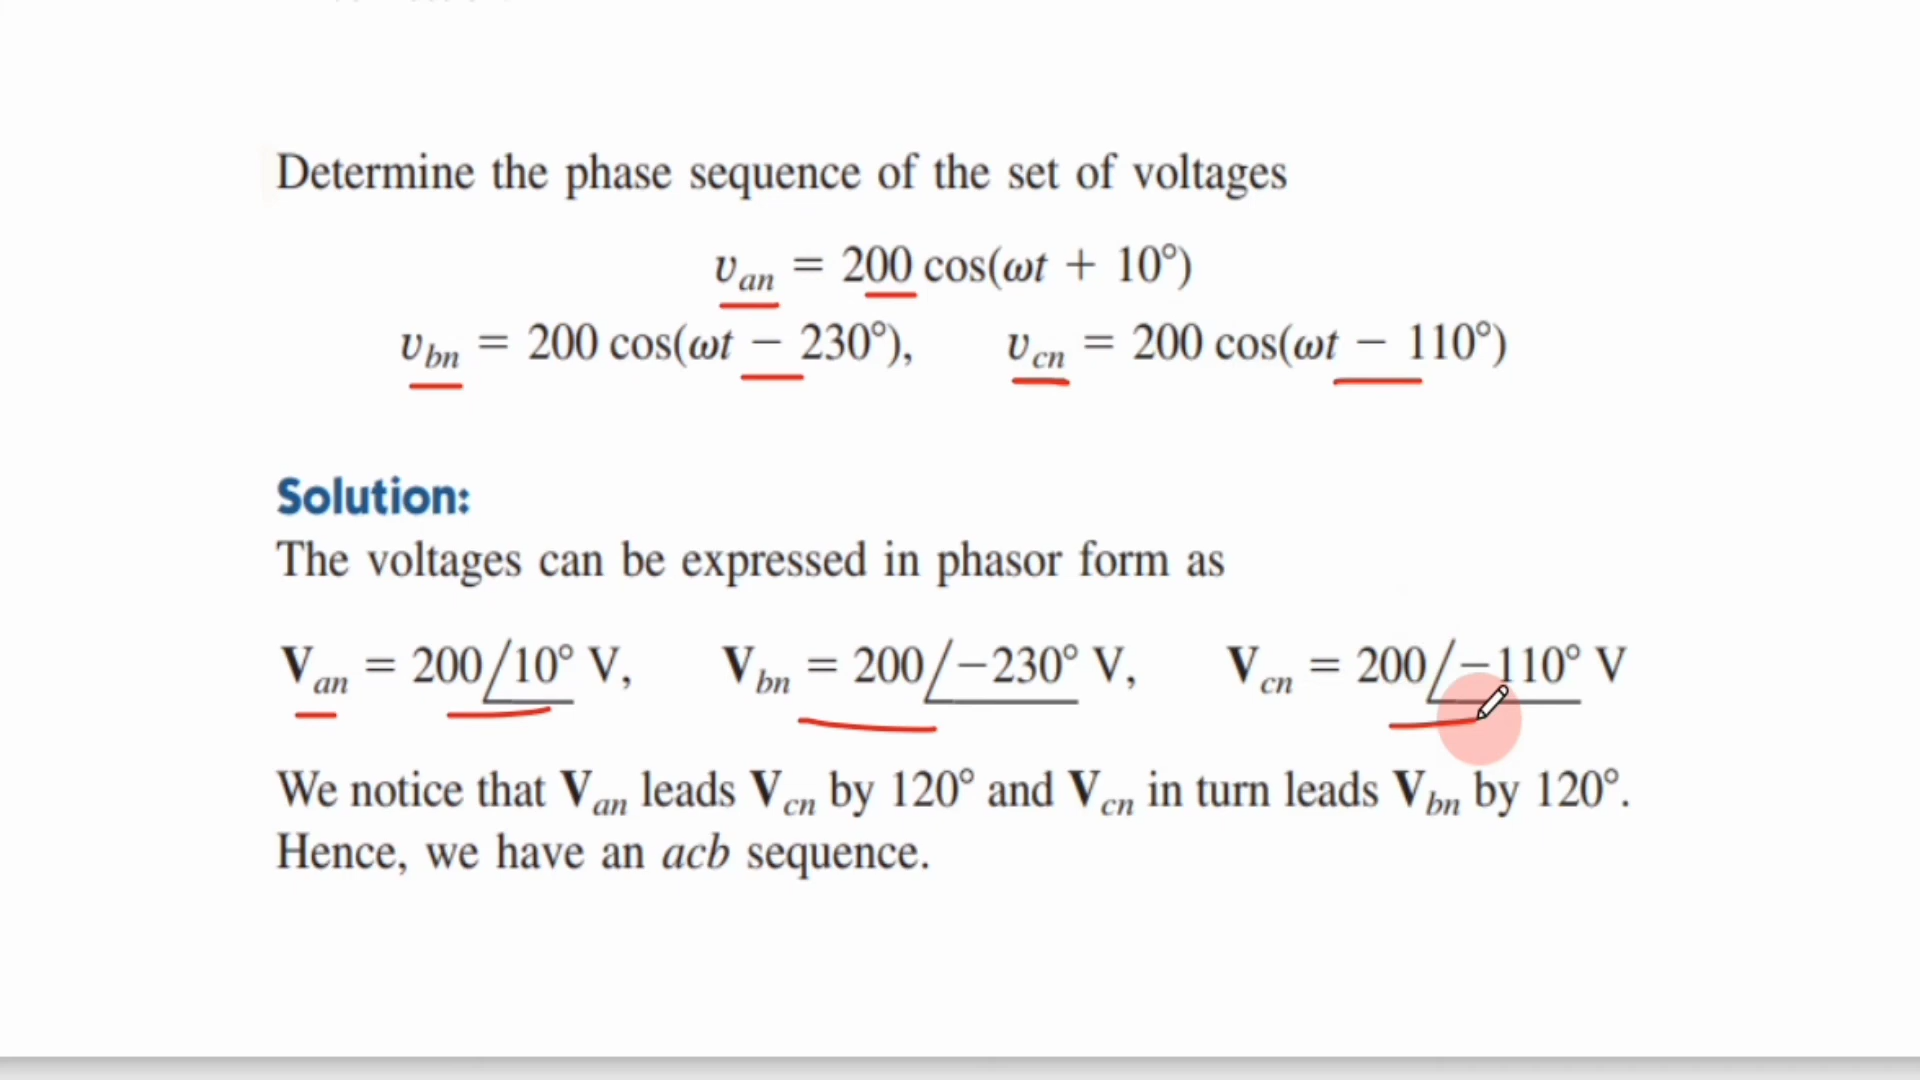 Determine the phase sequence of the set of voltages
v_an = 200 cos(ωt + 10°)
v_bn = 200 cos(ωt − 230°), v_cn = 200 cos(ωt − 110°)
Solution:
The voltages can be expressed in phasor form as
V_an = 200∠10° V, V_bn = 200∠−230° V, V_cn = 200∠−110° V
We notice that V_an leads V_cn by 120° and V_cn in turn leads V_bn by 120°.
Hence, we have an acb sequence.